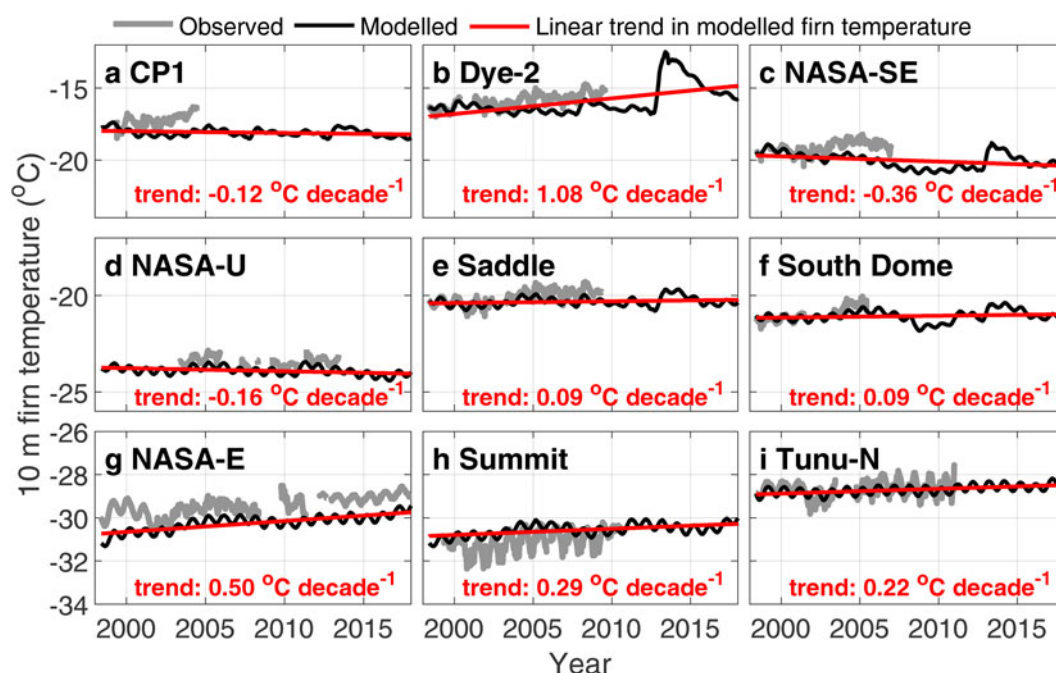 Observed Modelled Linear trend in modelled firn temperature
a CP1
b Dye-2
c NASA-SE
-15
-20
trend: -0.12 °C decade⁻¹
trend: 1.08 °C decade⁻¹
trend: -0.36 °C decade⁻¹
10 m firn temperature (°C)
d NASA-U
e Saddle
f South Dome
-20
-25
trend: -0.16 °C decade⁻¹
trend: 0.09 °C decade⁻¹
trend: 0.09 °C decade⁻¹
-26
g NASA-E
h Summit
i Tunu-N
-28
-30
-32
-34
trend: 0.50 °C decade⁻¹
trend: 0.29 °C decade⁻¹
trend: 0.22 °C decade⁻¹
2000 2005 2010 2015 2000 2005 2010 2015 2000 2005 2010 2015
Year